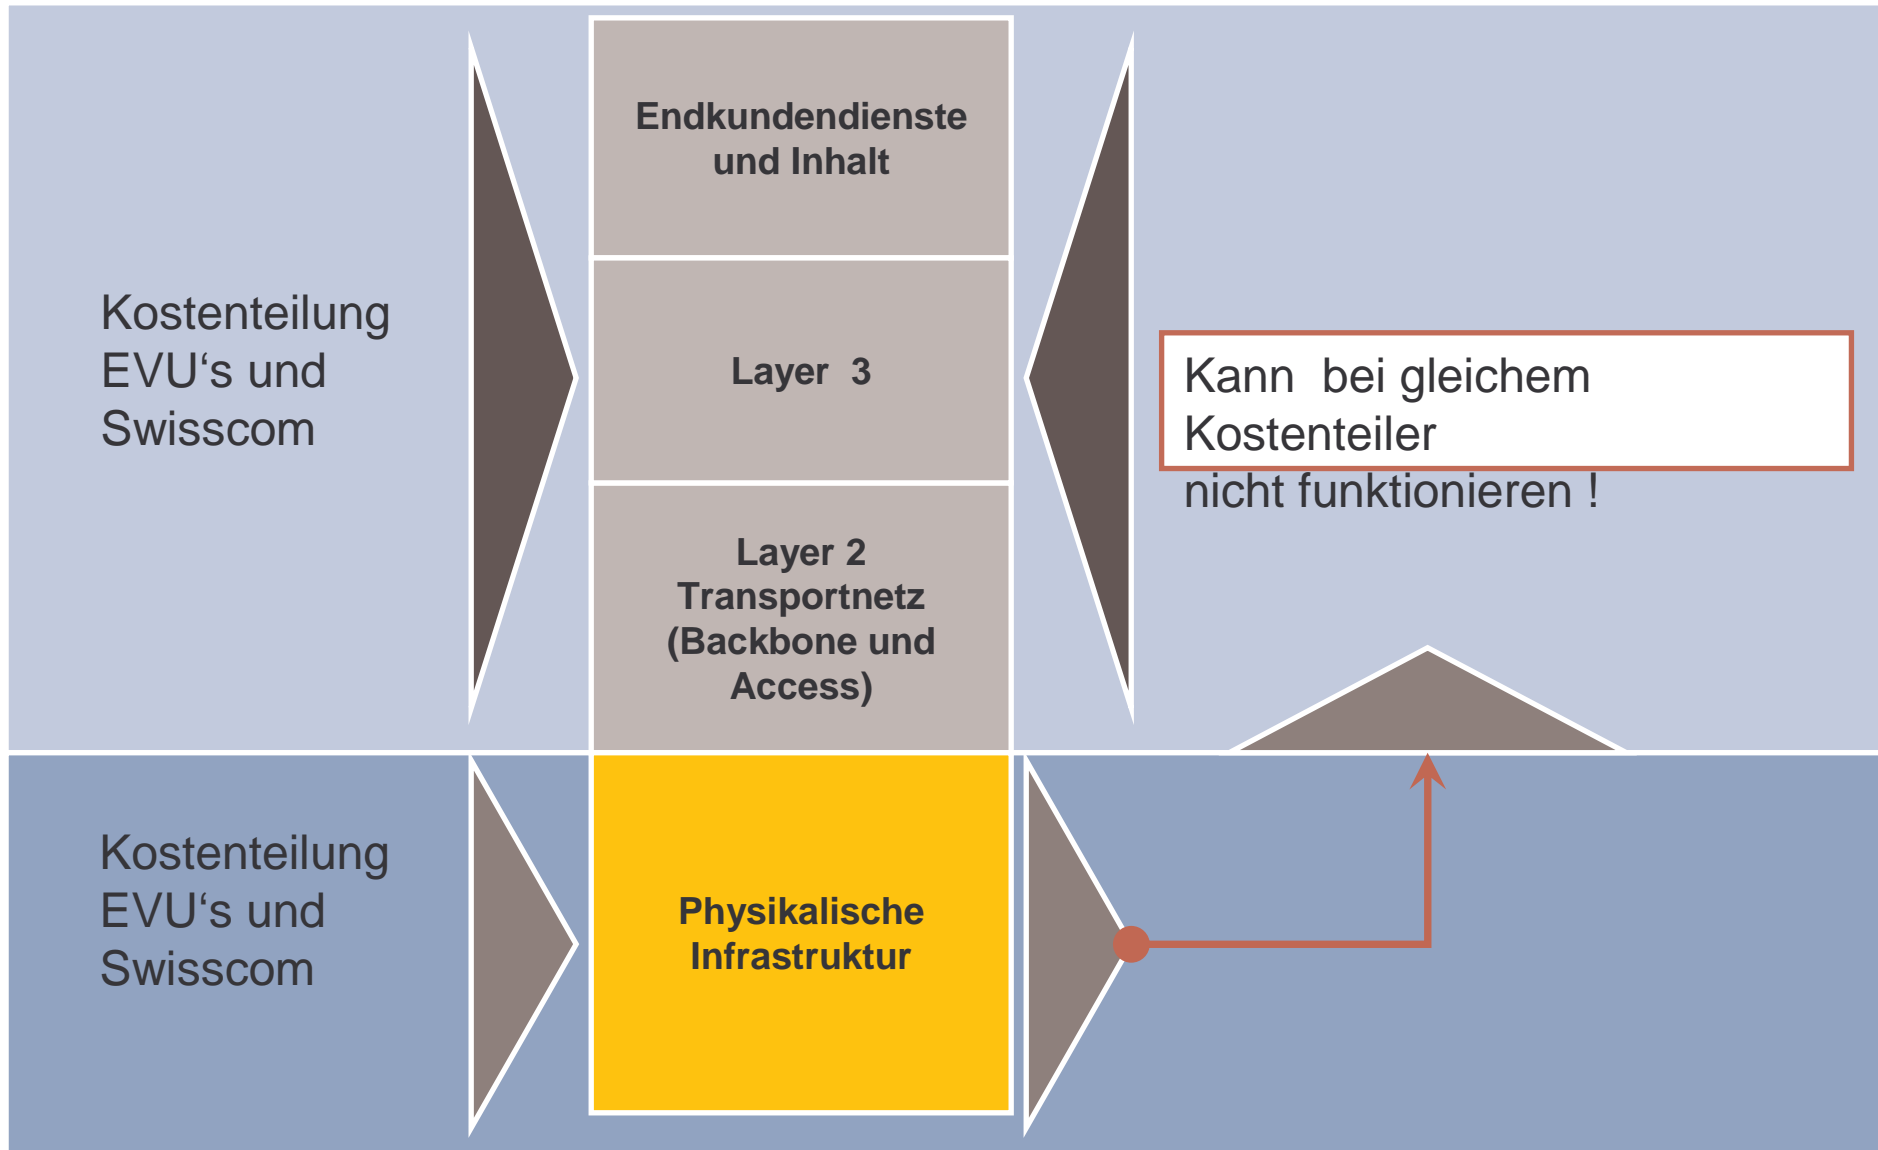 Endkundendienste
und Inhalt
Kostenteilung
EVU‘s und
Swisscom
Layer  3
Kann  bei gleichem
Kostenteiler
nicht funktionieren !
Layer 2
Transportnetz
(Backbone und
Access)
Kostenteilung
EVU‘s und
Swisscom
Physikalische
Infrastruktur